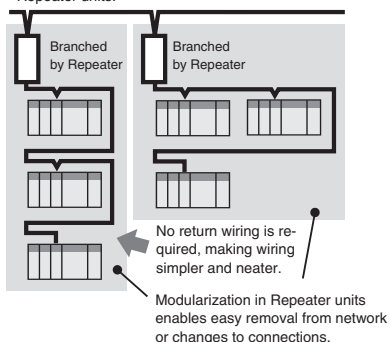 Repeater units.
Branched
by Repeater
Branched
by Repeater
No return wiring is re-
quired, making wiring
simpler and neater.
Modularization in Repeater units
enables easy removal from network
or changes to connections.